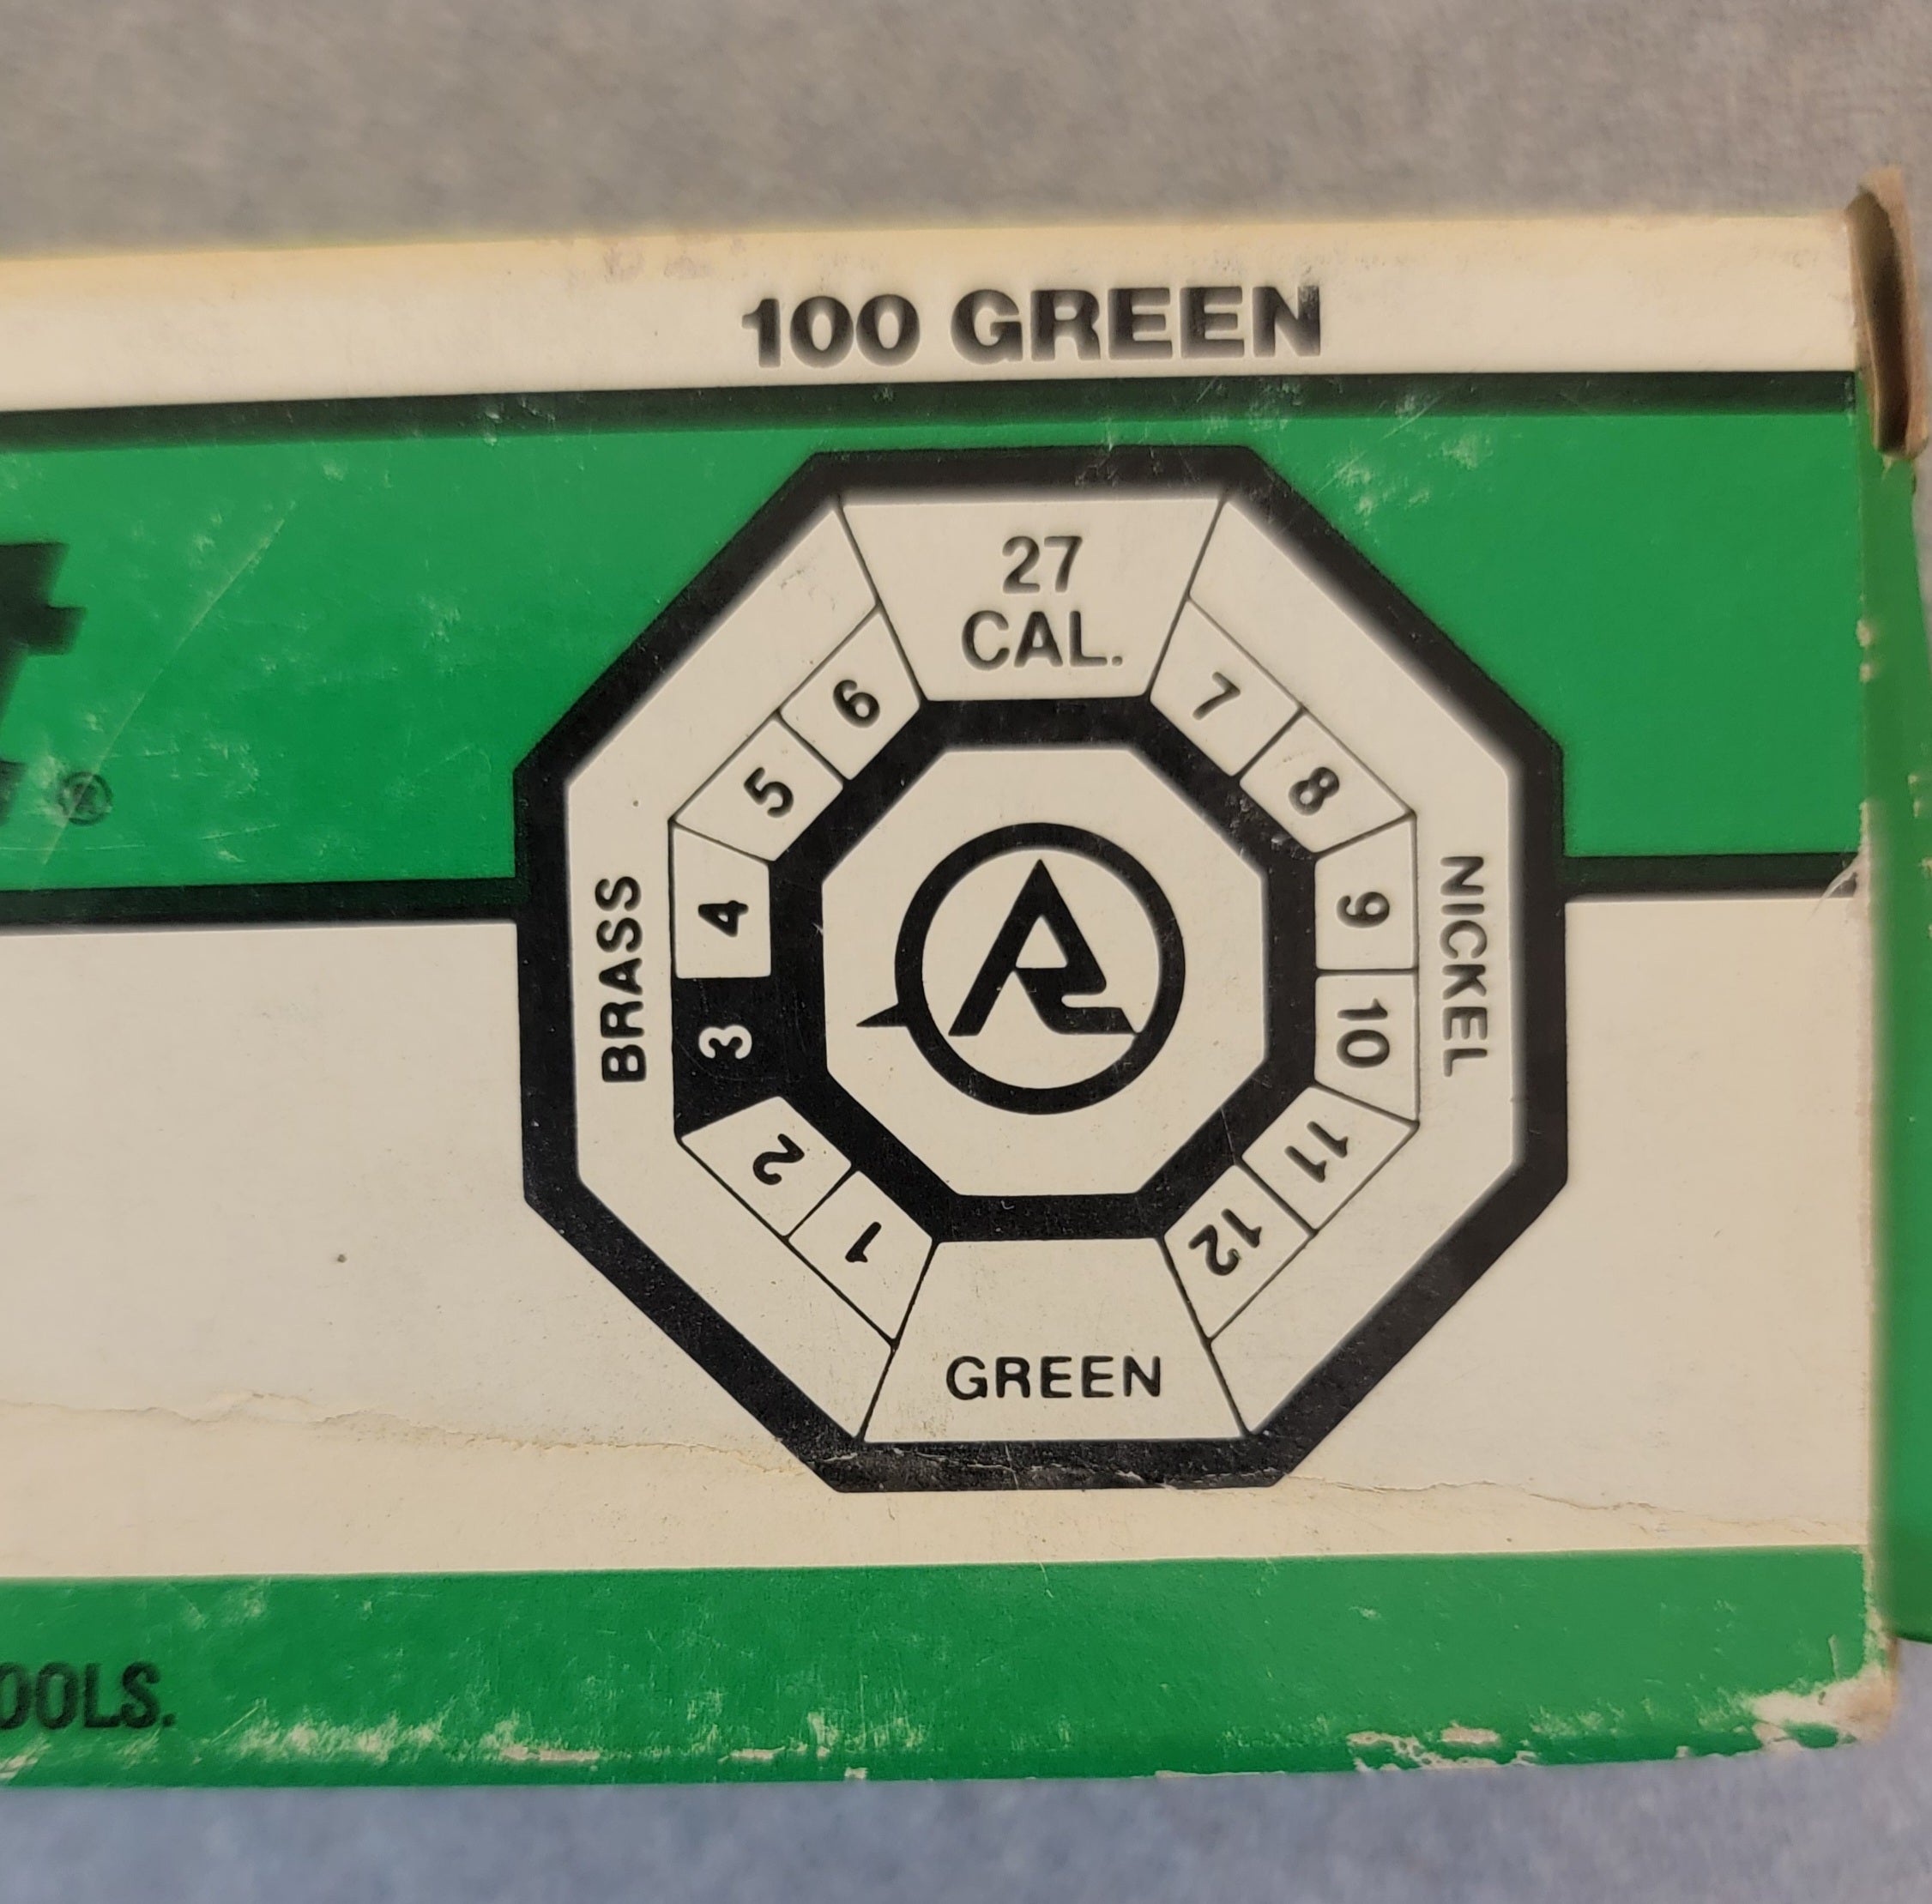 100 GREEN
®
27
CAL.
BRASS
1 2 3 4 5 6
7 8 9 10 11 12
NICKEL
GREEN